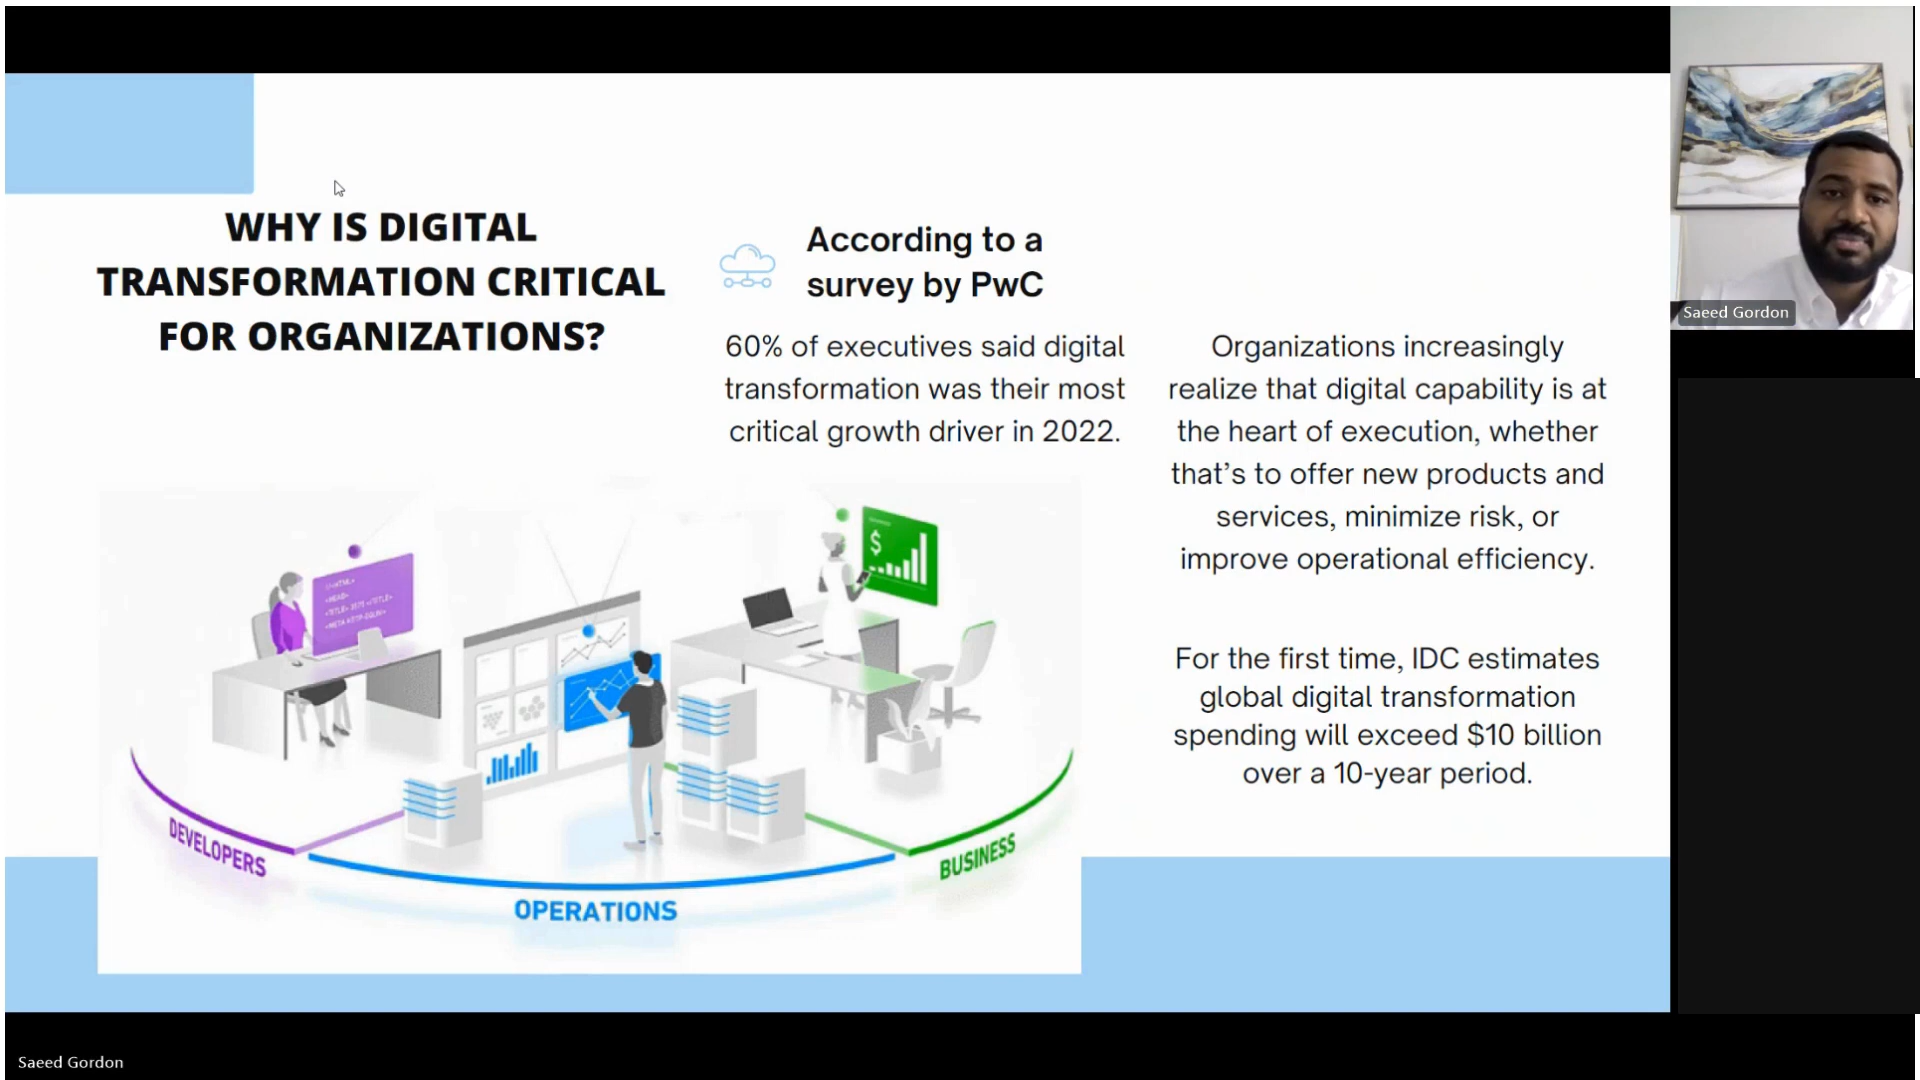 WHY IS DIGITAL
TRANSFORMATION CRITICAL
FOR ORGANIZATIONS?
According to a
survey by PwC
60% of executives said digital
transformation was their most
critical growth driver in 2022.
Organizations increasingly
realize that digital capability is at
the heart of execution, whether
that’s to offer new products and
services, minimize risk, or
improve operational efficiency.
For the first time, IDC estimates
global digital transformation
spending will exceed $10 billion
over a 10-year period.
<HEAD>
$
DEVELOPERS
OPERATIONS
BUSINESS
Saeed Gordon
Saeed Gordon